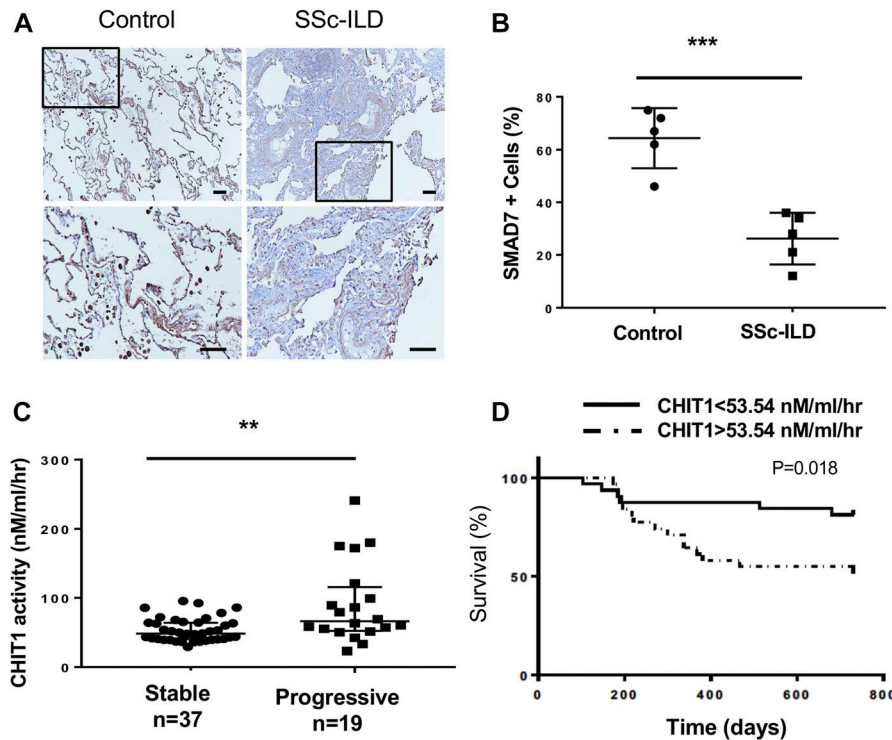 A
Control
SSc-ILD
B
***
80
60
40
20
0
SMAD7 + Cells (%)
Control
SSc-ILD
C
**
300
200
100
0
CHIT1 activity (nM/ml/hr)
Stable
n=37
Progressive
n=19
D
CHIT1<53.54 nM/ml/hr
CHIT1>53.54 nM/ml/hr
P=0.018
100
50
0
200
400
600
800
Survival (%)
Time (days)